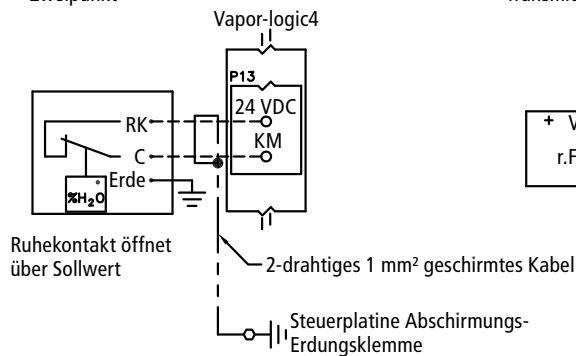 Vapor-logic4
P13
24 VDC
KM
RK
C
Erde
%H₂O
Ruhekontakt öffnet
über Sollwert
2-drahtiges 1 mm² geschirmtes Kabel
Steuerplatine Abschirmungs-
Erdungsklemme
+ V
r.F